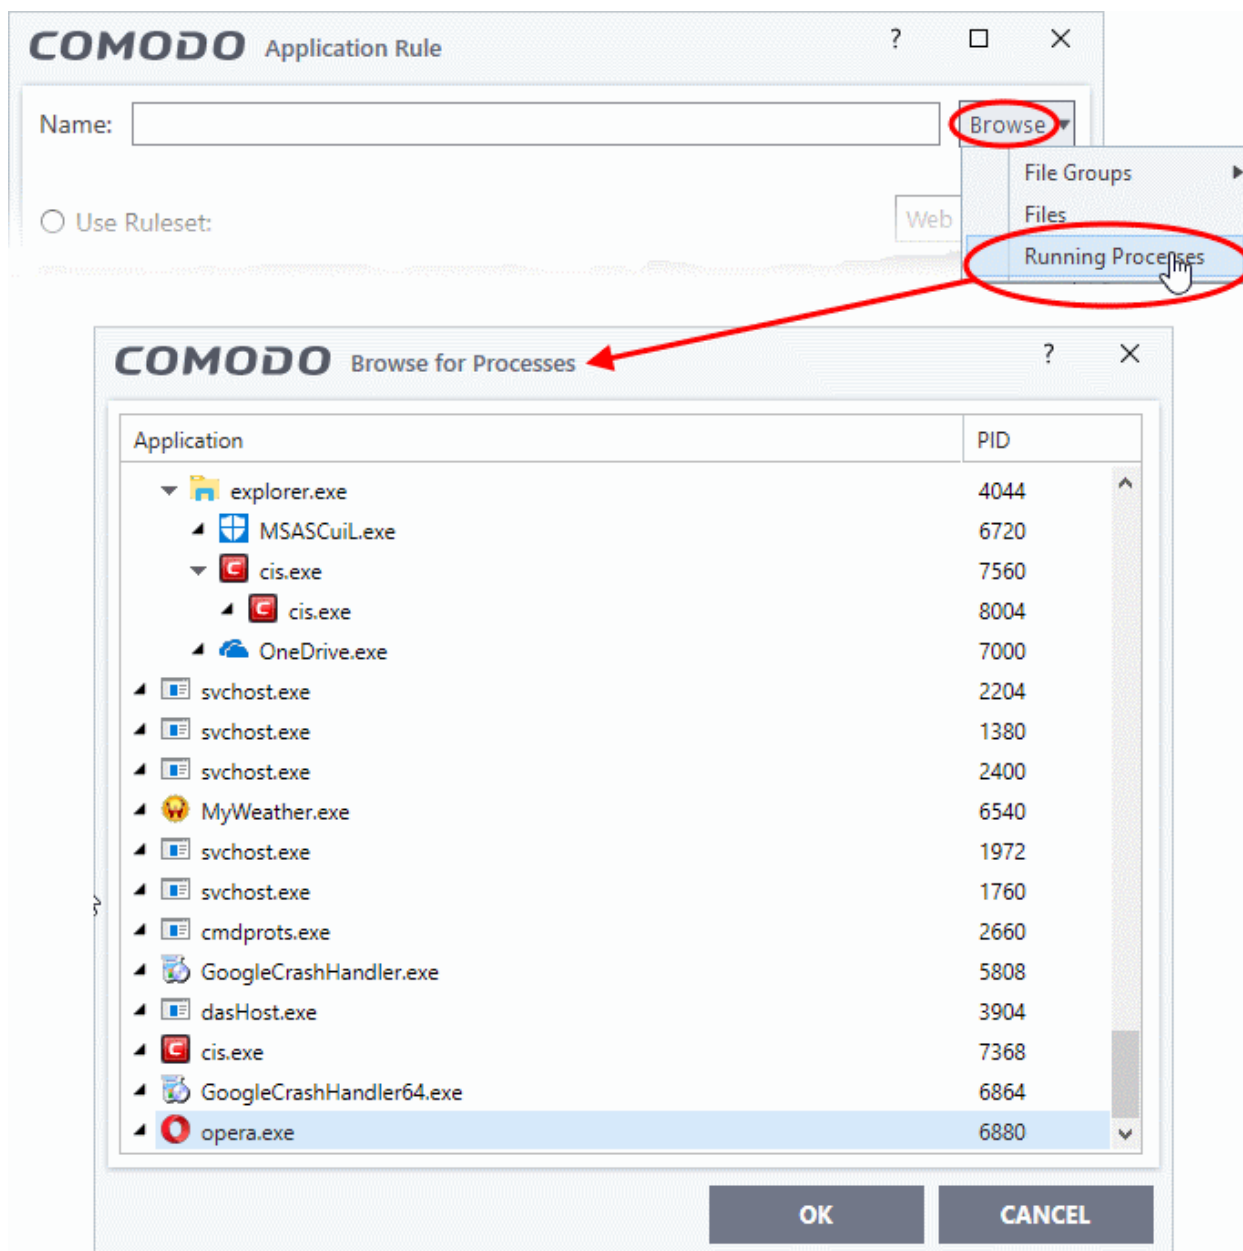 COMODO Application Rule ?
Name: Browse
File Groups
Use Ruleset: Web Files
Running Processes
COMODO Browse for Processes ?
Application PID
explorer.exe 4044
MSASCuiL.exe 6720
cis.exe 7560
cis.exe 8004
OneDrive.exe 7000
svchost.exe 2204
svchost.exe 1380
svchost.exe 2400
MyWeather.exe 6540
svchost.exe 1972
svchost.exe 1760
cmdprots.exe 2660
GoogleCrashHandler.exe 5808
dasHost.exe 3904
cis.exe 7368
GoogleCrashHandler64.exe 6864
opera.exe 6880
OK CANCEL